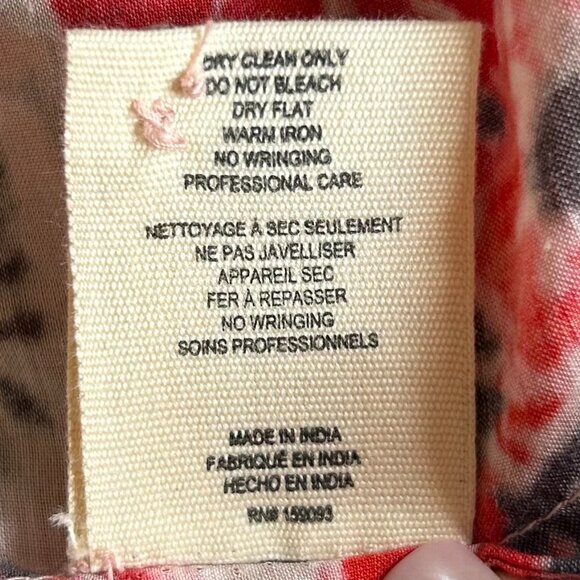 DRY CLEAN ONLY
DO NOT BLEACH
DRY FLAT
WARM IRON
NO WRINGING
PROFESSIONAL CARE
NETTOYAGE À SEC SEULEMENT
NE PAS JAVELLISER
APPAREIL SEC
FER À REPASSER
NO WRINGING
SOINS PROFESSIONNELS
MADE IN INDIA
FABRIQUÉ EN INDIA
HECHO EN INDIA
RN# 159093